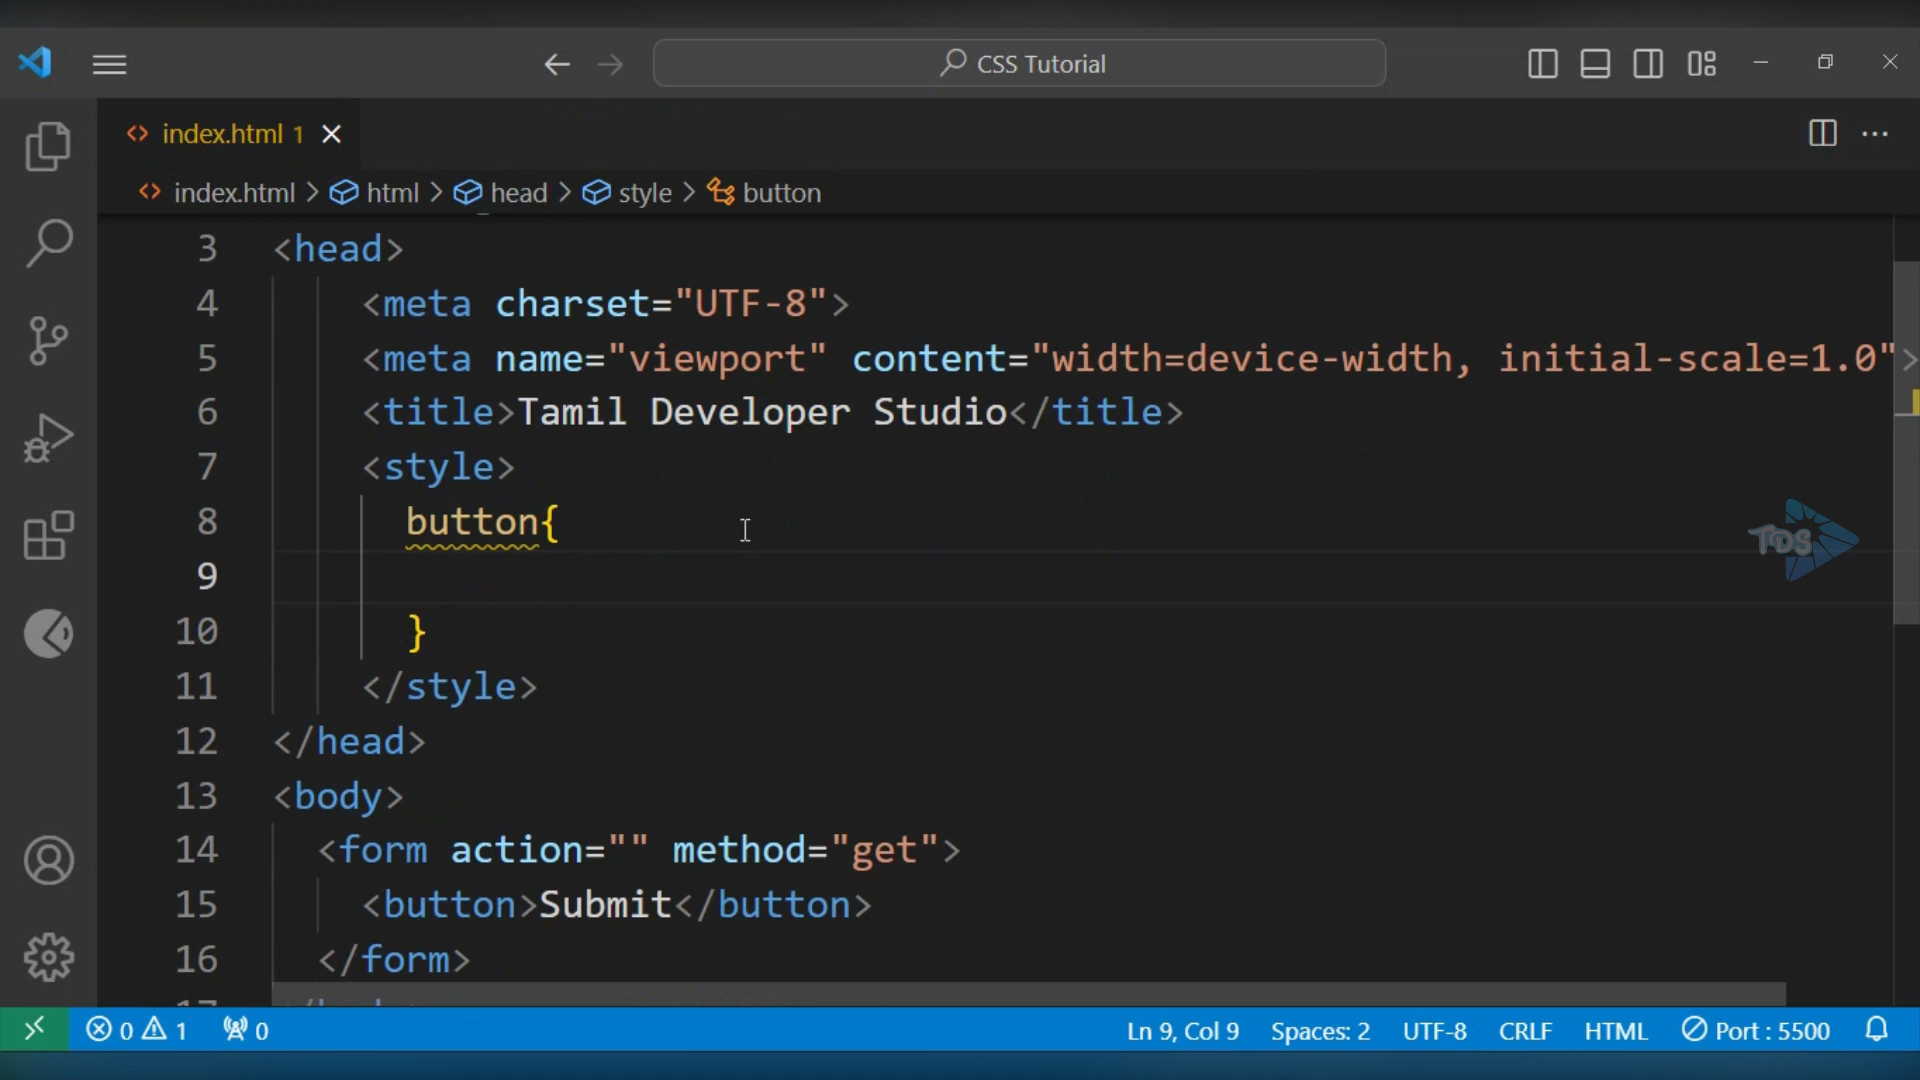 CSS Tutorial
index.html 1
index.html > html > head > style > button
3 <head>
4 <meta charset="UTF-8">
5 <meta name="viewport" content="width=device-width, initial-scale=1.0">
6 <title>Tamil Developer Studio</title>
7 <style>
8 button{
9
10 }
11 </style>
12 </head>
13 <body>
14 <form action="" method="get">
15 <button>Submit</button>
16 </form>
TDS
0 1 0 Ln 9, Col 9 Spaces: 2 UTF-8 CRLF HTML Port : 5500